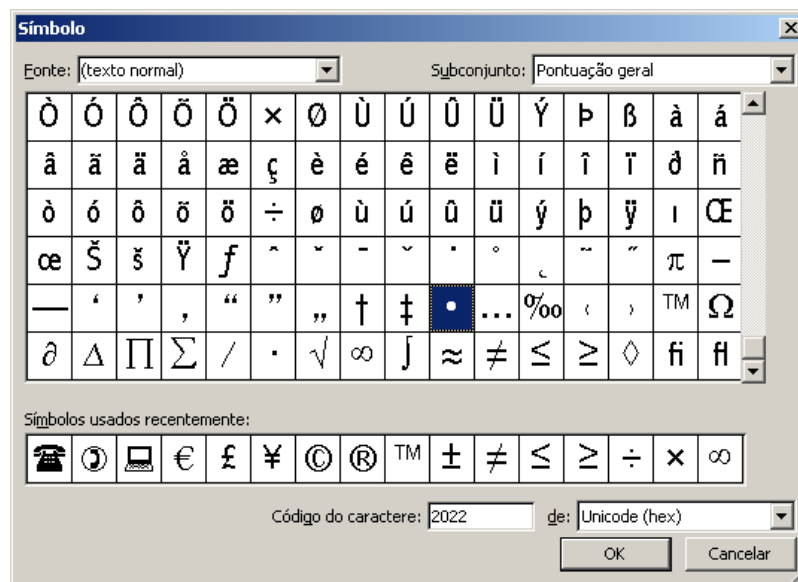 Símbolo
Fonte: (texto normal) Subconjunto: Pontuação geral
Ò Ó Ô Õ Ö × Ø Ù Ú Û Ü Ý Þ ß à á
â ã ä å æ ç è é ê ë ì í î ï ð ñ
ò ó ô õ ö ÷ ø ù ú û ü ý þ ÿ ı Œ
œ Š š Ÿ ƒ ˆ ˇ ˉ ˘ ˙ ˚ ˛ ˜ ˝ π –
— ‘ ’ ‚ “ ” „ † ‡ • … ‰ ‹ › ™ Ω
∂ ∆ ∏ ∑ ∕ ∙ √ ∞ ∫ ≈ ≠ ≤ ≥ ◊ fi fl
Símbolos usados recentemente:
☎ ✆ 💻 € £ ¥ © ® ™ ± ≠ ≤ ≥ ÷ × ∞
Código do caractere: 2022 de: Unicode (hex)
OK Cancelar